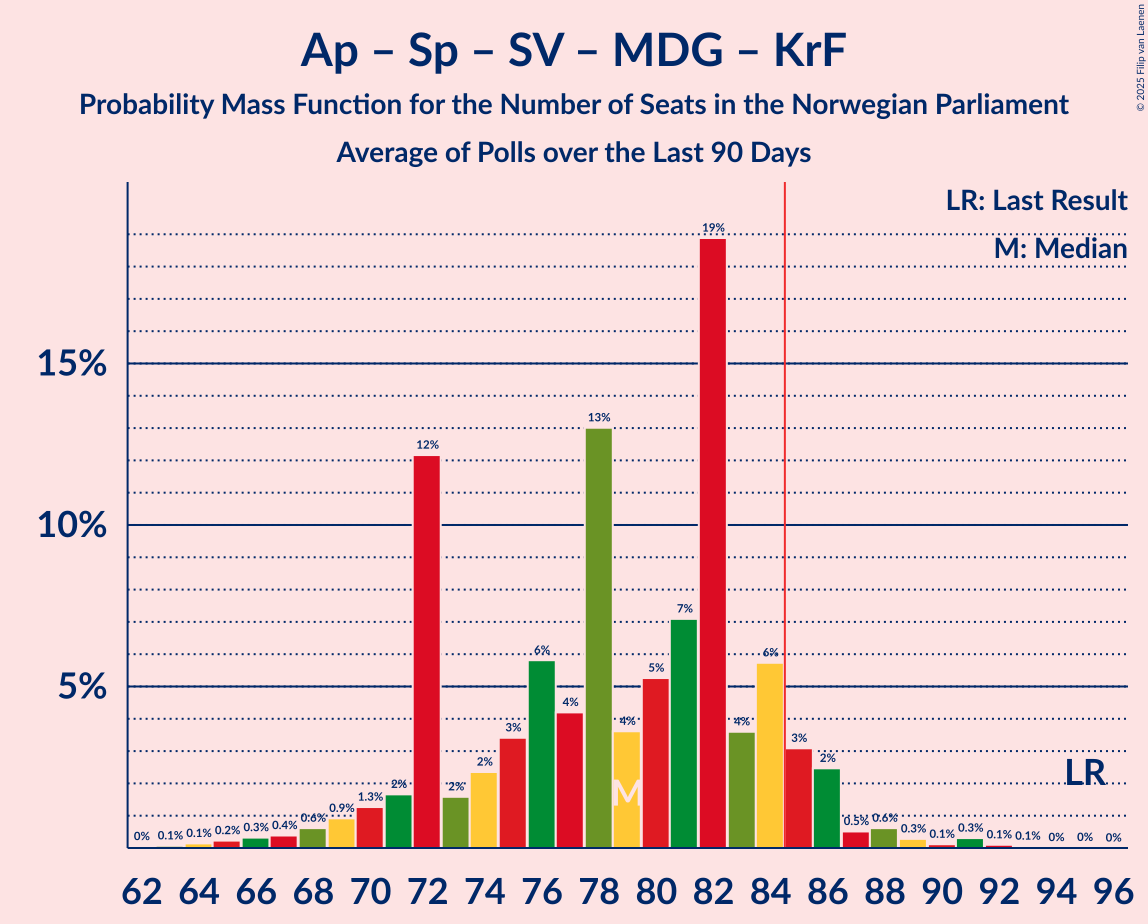 Ap – Sp – SV – MDG – KrF
Probability Mass Function for the Number of Seats in the Norwegian Parliament
Average of Polls over the Last 90 Days
© 2025 Filip van Laenen
LR: Last Result
M: Median
15%
10%
5%
0% 0.1% 0.1% 0.2% 0.3% 0.4% 0.6% 0.9% 1.3% 2% 12% 2% 2% 3% 6% 4% 13% 4% 5% 7% 19% 4% 6% 3% 2% 0.5% 0.6% 0.3% 0.1% 0.3% 0.1% 0.1% 0% 0% 0%
M
LR
62 64 66 68 70 72 74 76 78 80 82 84 86 88 90 92 94 96